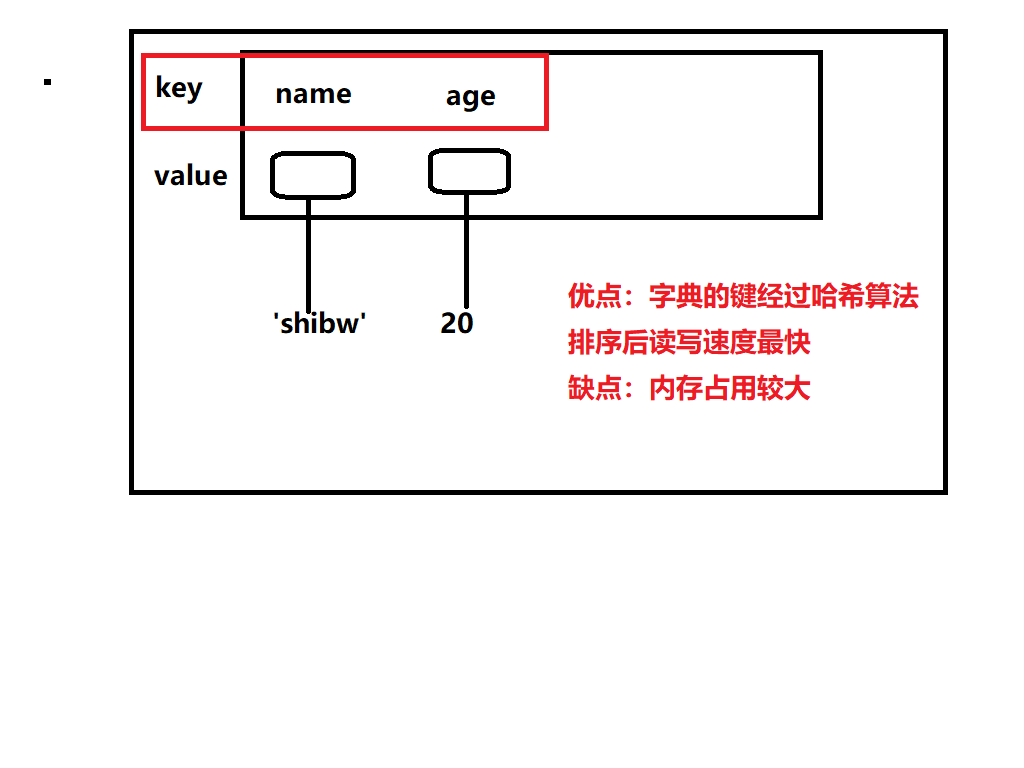 key name age
value
'shibw' 20
优点：字典的键经过哈希算法
排序后读写速度最快
缺点：内存占用较大